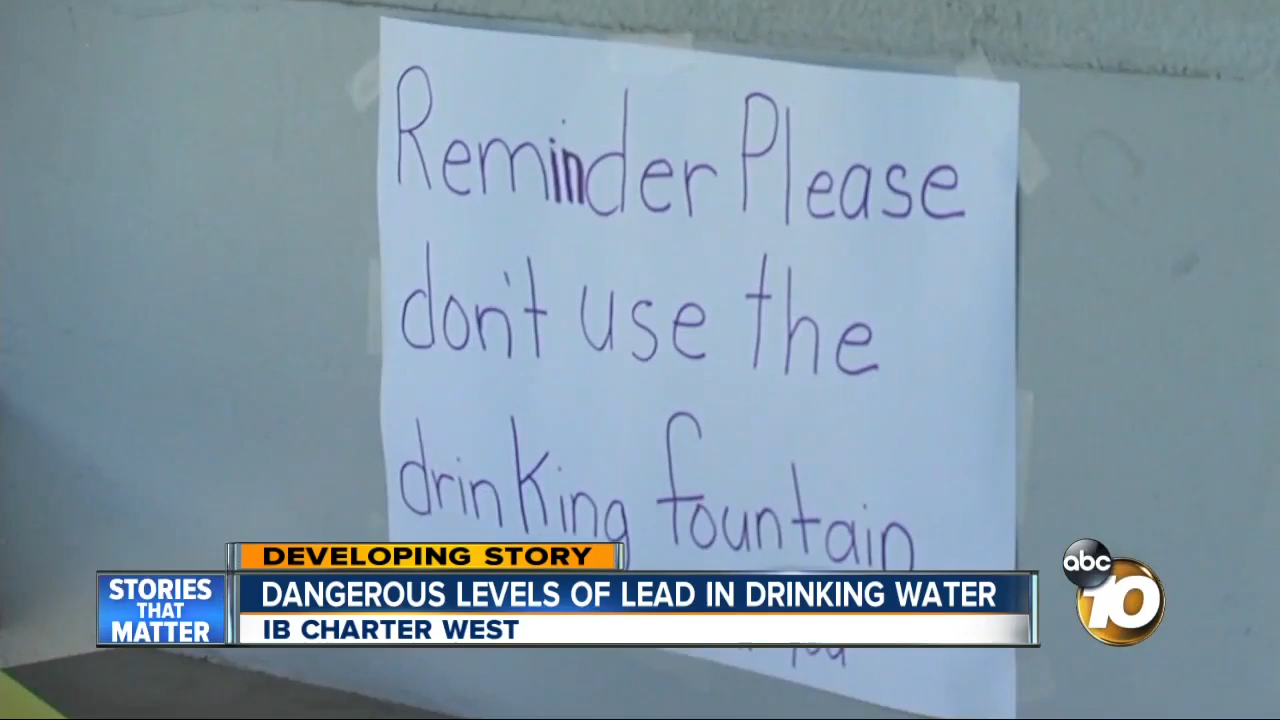 Reminder Please
don't use the
drinking fountain
you
DEVELOPING STORY
STORIES
THAT
MATTER
DANGEROUS LEVELS OF LEAD IN DRINKING WATER
IB CHARTER WEST
abc
10